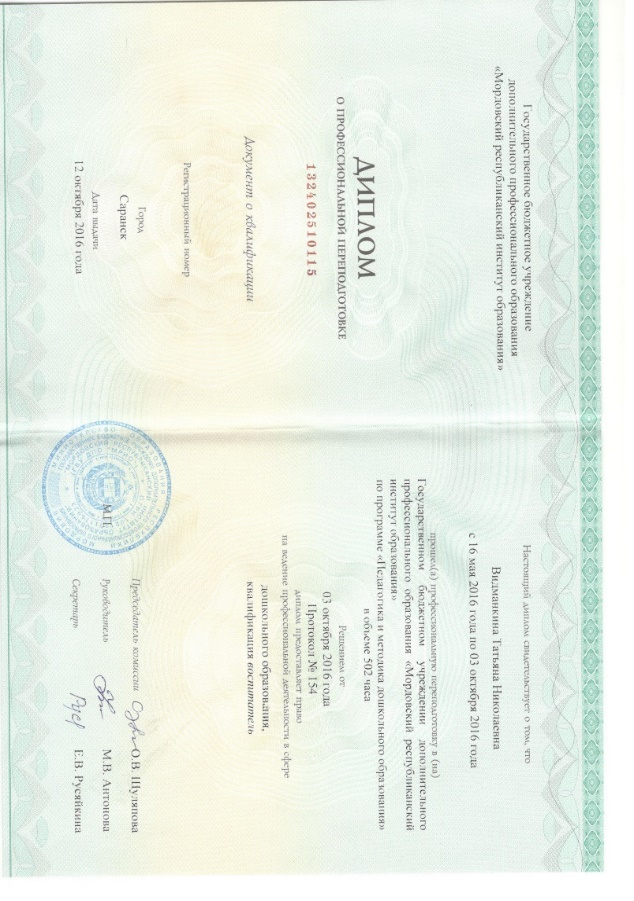 Государственное бюджетное учреждение
дополнительного профессионального образования
«Мордовский республиканский институт образования»
ДИПЛОМ
О ПРОФЕССИОНАЛЬНОЙ ПЕРЕПОДГОТОВКЕ
132402510115
Документ о квалификации
Регистрационный номер
Город
Саранск
Дата выдачи
12 октября 2016 года
Настоящий диплом свидетельствует о том, что
Видманкина Татьяна Николаевна
с 16 мая 2016 года по 03 октября 2016 года
прошел(а) профессиональную переподготовку в (на)
Государственном бюджетном учреждении дополнительного
профессионального образования «Мордовский республиканский
институт образования»
по программе «Педагогика и методика дошкольного образования»
в объеме 502 часа
Решением от
03 октября 2016 года
Протокол № 154
диплом предоставляет право
на ведение профессиональной деятельности в сфере
дошкольного образования,
квалификация воспитатель
Председатель комиссии О.В. Шуляпова
М.П. Руководитель М.В. Антонова
Секретарь Е.В. Русяйкина